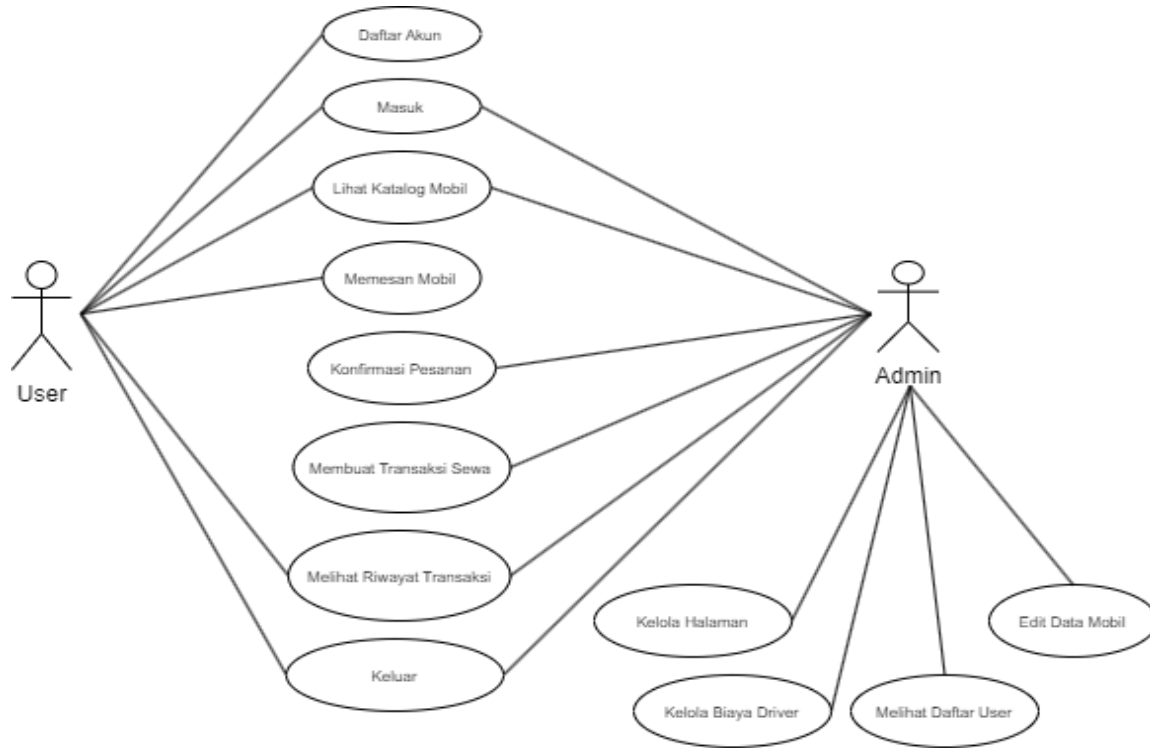 Daftar Akun
Masuk
Lihat Katalog Mobil
Memesan Mobil
User
Konfirmasi Pesanan
Admin
Membuat Transaksi Sewa
Melihat Riwayat Transaksi
Kelola Halaman
Edit Data Mobil
Keluar
Kelola Biaya Driver
Melihat Daftar User